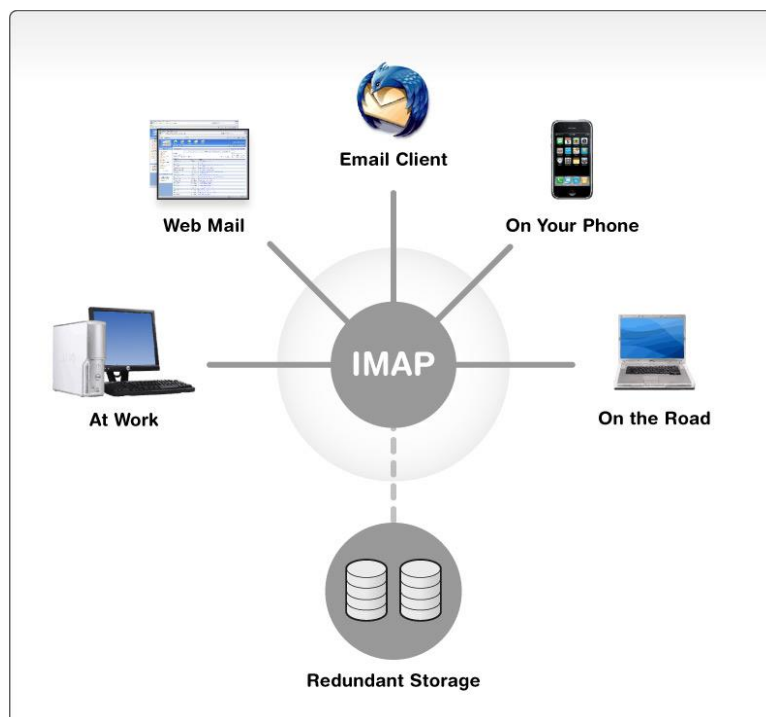 Email Client
Web Mail
On Your Phone
IMAP
At Work
On the Road
Redundant Storage